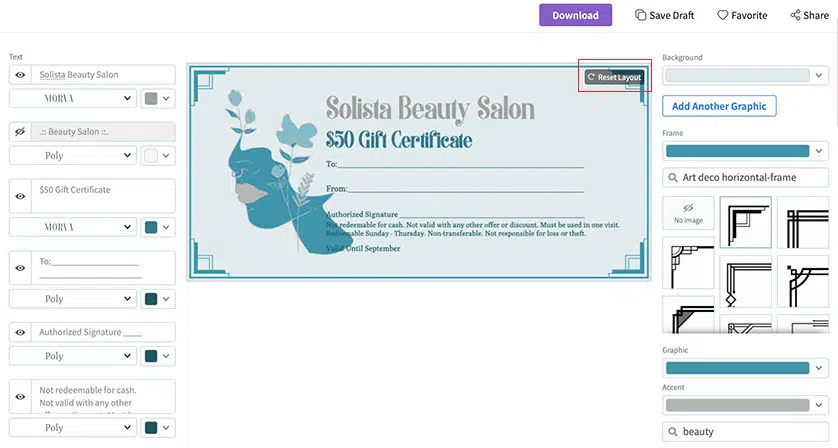 Download
Save Draft
Favorite
Share
Text
Solista Beauty Salon
MORVA
.:: Beauty Salon ::.
Poly
$50 Gift Certificate
MORVA
To:____________________
_______________________
Poly
Authorized Signature ____
Poly
Not redeemable for cash.
Not valid with any other
Poly
Reset Layout
Solista Beauty Salon
$50 Gift Certificate
To:
From:
Authorized Signature
Not redeemable for cash. Not valid with any other offer or discount. Must be used in one visit.
Redeemable Sunday - Thursday. Non-transferable. Not responsible for loss or theft.
Valid Until September
Background
Add Another Graphic
Frame
Art deco horizontal-frame
No Image
Graphic
Accent
beauty